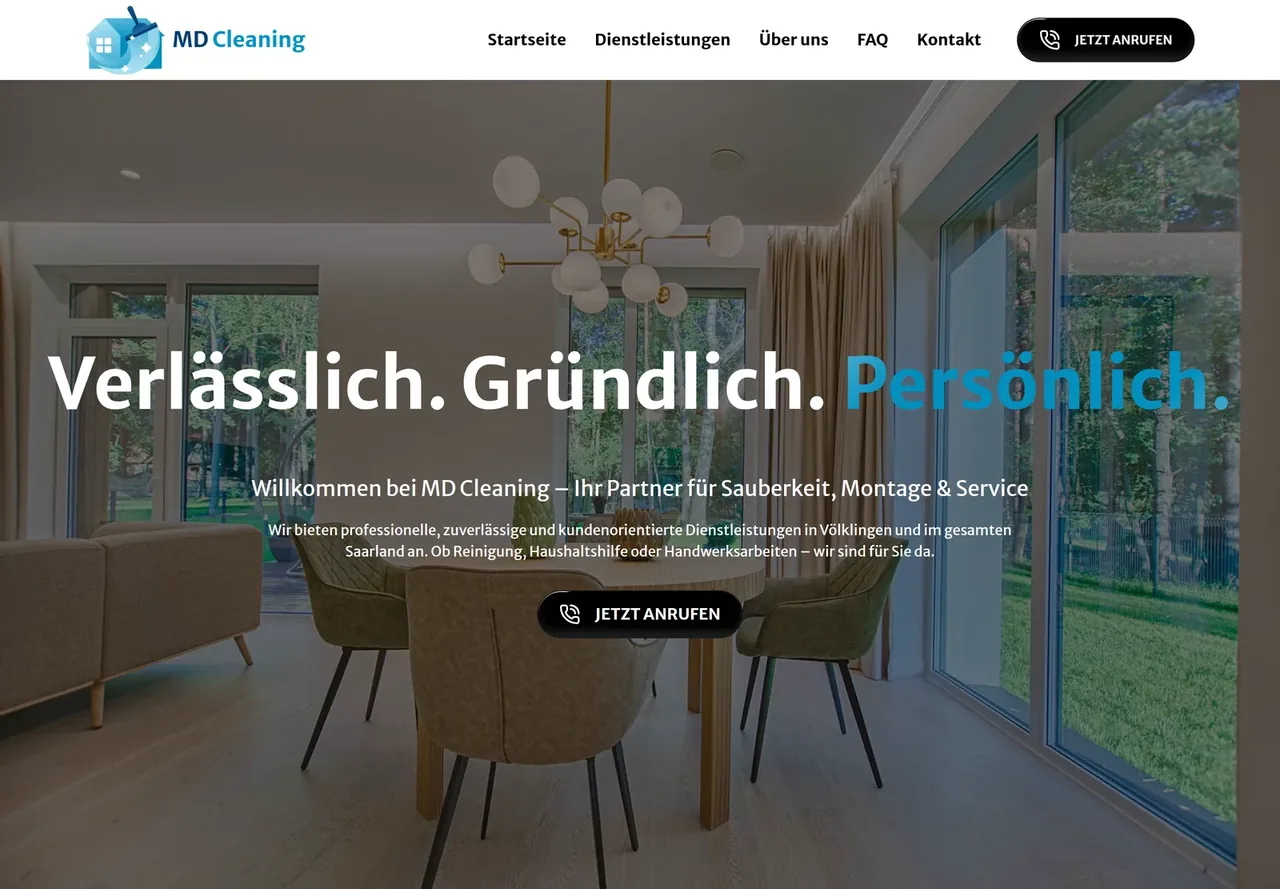 MD Cleaning
Startseite
Dienstleistungen
Über uns
FAQ
Kontakt
JETZT ANRUFEN
Verlässlich. Gründlich. Persönlich.
Willkommen bei MD Cleaning – Ihr Partner für Sauberkeit, Montage & Service
Wir bieten professionelle, zuverlässige und kundenorientierte Dienstleistungen in Völklingen und im gesamten
Saarland an. Ob Reinigung, Haushaltshilfe oder Handwerksarbeiten – wir sind für Sie da.
JETZT ANRUFEN